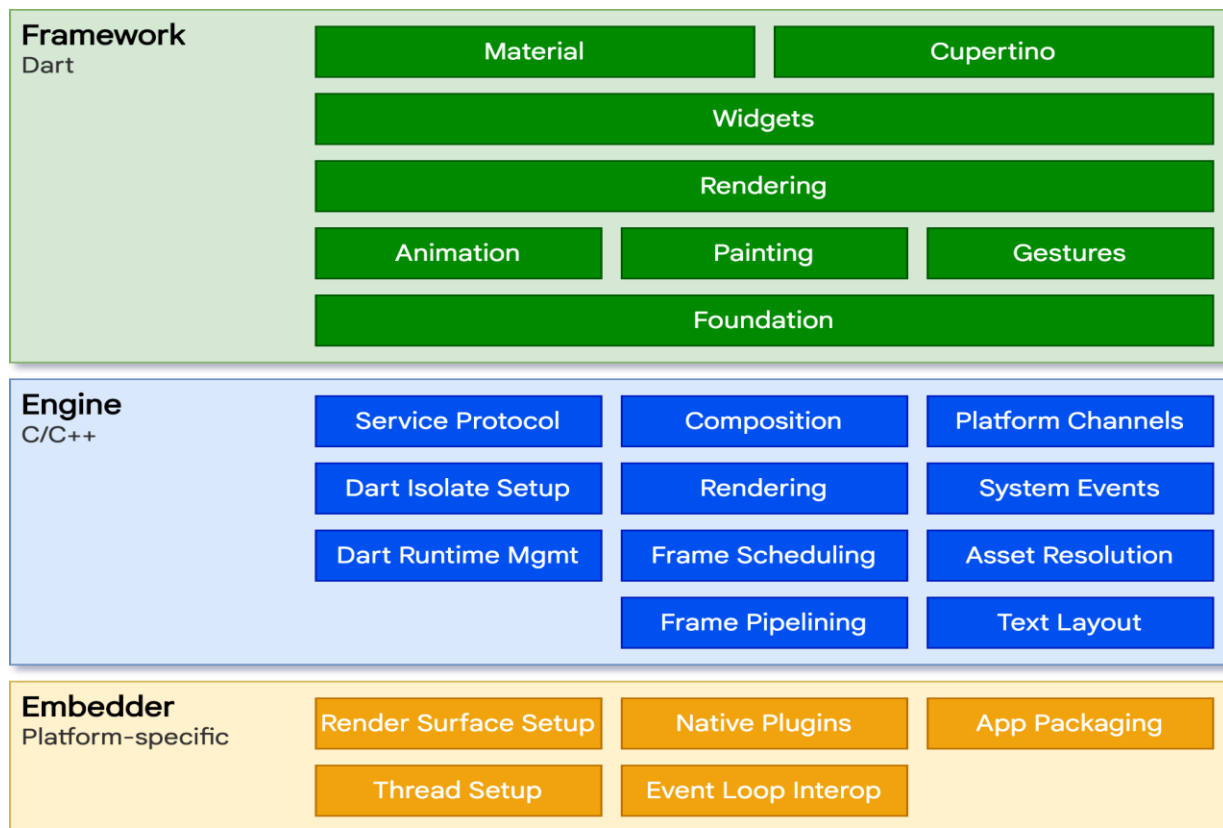 Framework
Dart
Material
Cupertino
Widgets
Rendering
Animation
Painting
Gestures
Foundation
Engine
C/C++
Service Protocol
Composition
Platform Channels
Dart Isolate Setup
Rendering
System Events
Dart Runtime Mgmt
Frame Scheduling
Asset Resolution
Frame Pipelining
Text Layout
Embedder
Platform-specific
Render Surface Setup
Native Plugins
App Packaging
Thread Setup
Event Loop Interop